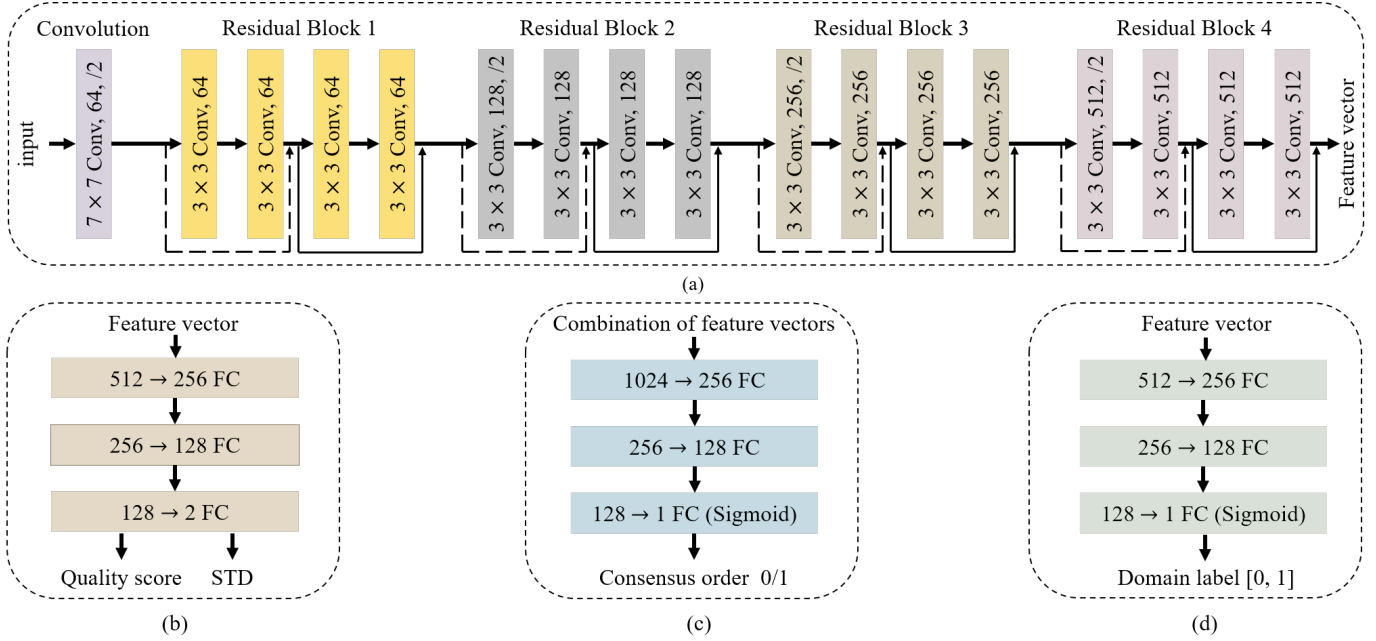 Convolution
Residual Block 1
Residual Block 2
Residual Block 3
Residual Block 4
input
7 × 7 Conv, 64, /2
3 × 3 Conv, 64
3 × 3 Conv, 64
3 × 3 Conv, 64
3 × 3 Conv, 64
3 × 3 Conv, 128, /2
3 × 3 Conv, 128
3 × 3 Conv, 128
3 × 3 Conv, 128
3 × 3 Conv, 256, /2
3 × 3 Conv, 256
3 × 3 Conv, 256
3 × 3 Conv, 256
3 × 3 Conv, 512, /2
3 × 3 Conv, 512
3 × 3 Conv, 512
3 × 3 Conv, 512
Feature vector
(a)
Feature vector
512 → 256 FC
256 → 128 FC
128 → 2 FC
Quality score
STD
(b)
Combination of feature vectors
1024 → 256 FC
256 → 128 FC
128 → 1 FC (Sigmoid)
Consensus order 0/1
(c)
Feature vector
512 → 256 FC
256 → 128 FC
128 → 1 FC (Sigmoid)
Domain label [0, 1]
(d)